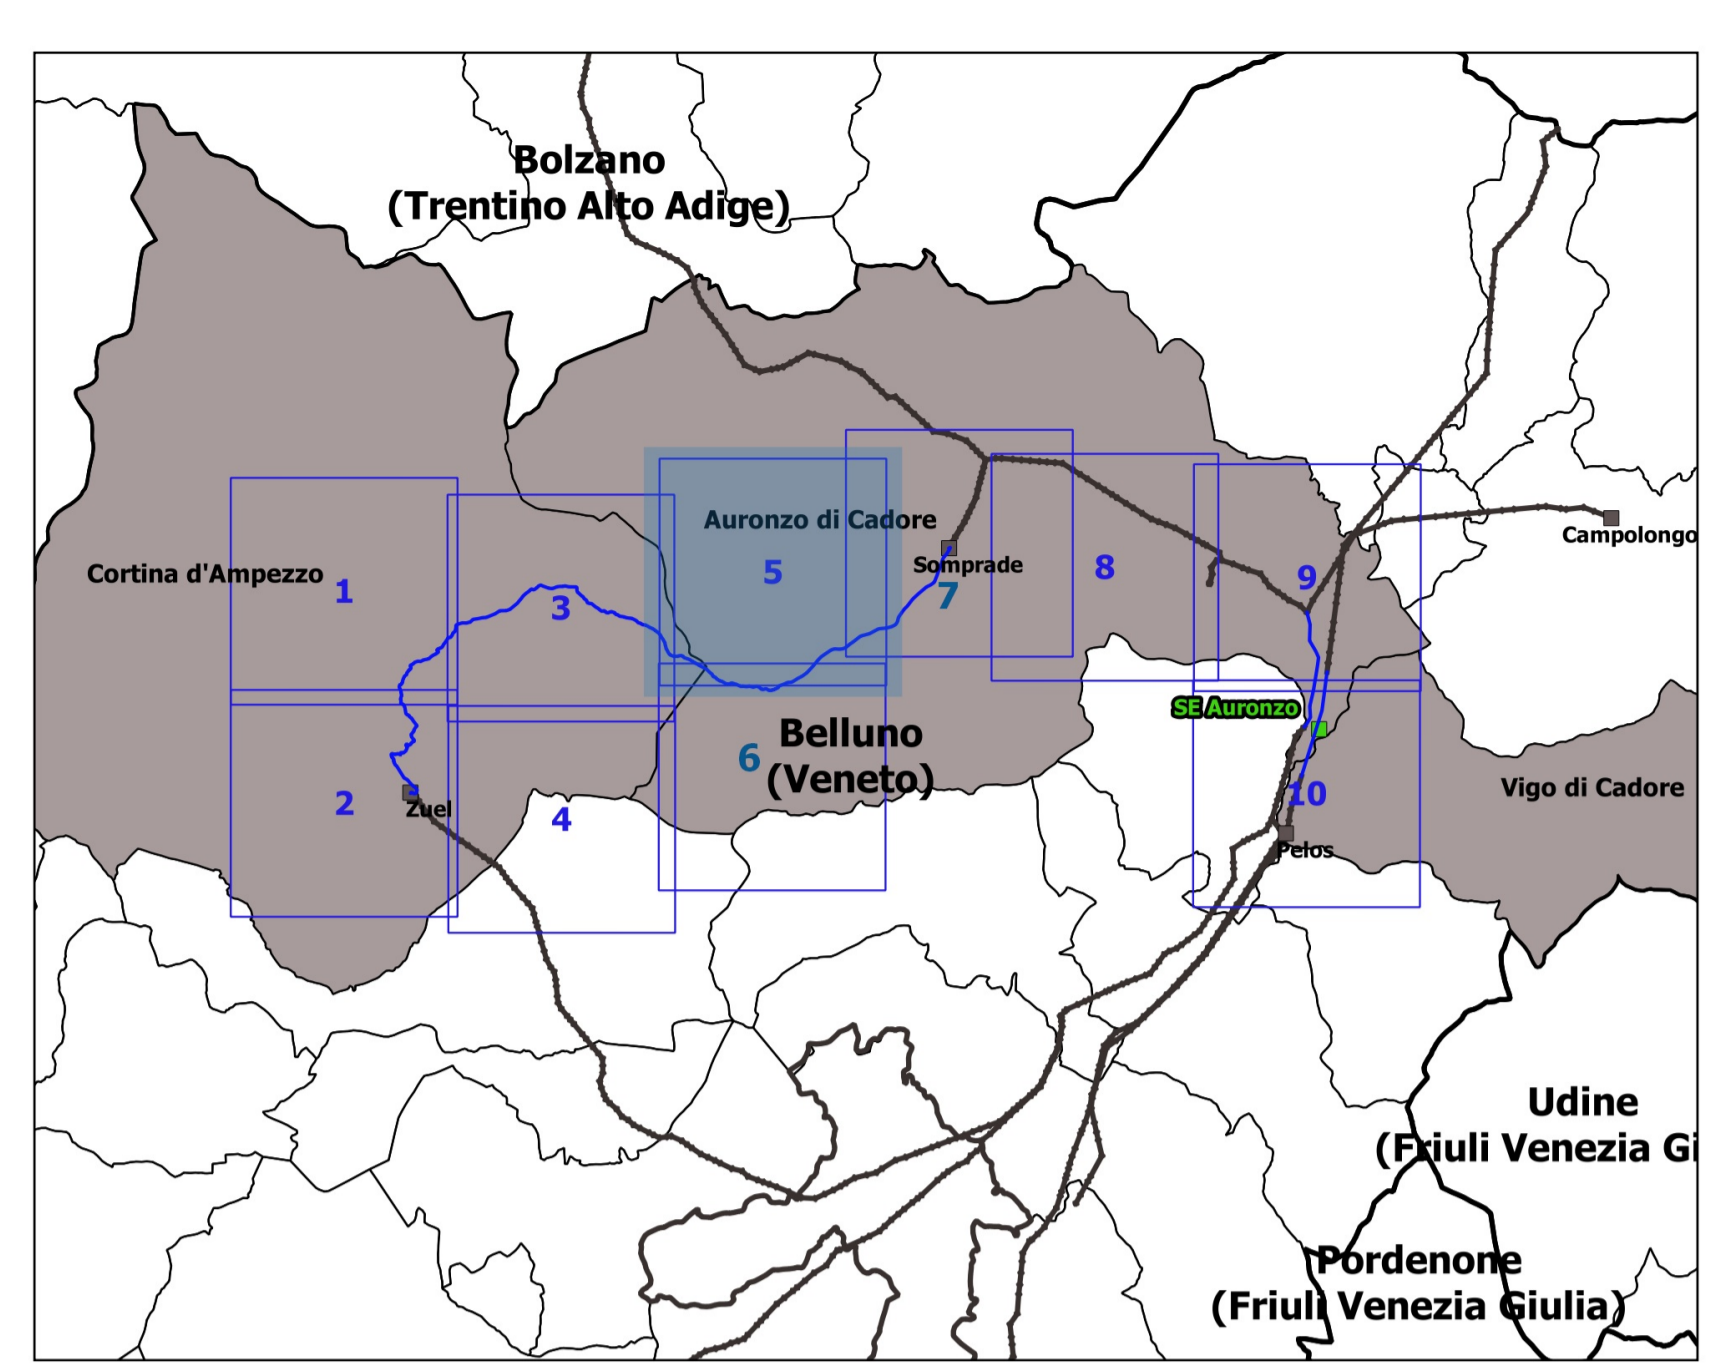 Bolzano
(Trentino Alto Adige)
Auronzo di Cadore
Campolongo
Somprade
Cortina d'Ampezzo
1
3
5
7
8
9
SE Auronzo
Belluno
(Veneto)
6
Vigo di Cadore
2
Zuel
4
10
Pelos
Udine
(Friuli Venezia Gi
Pordenone
(Friuli Venezia Giulia)